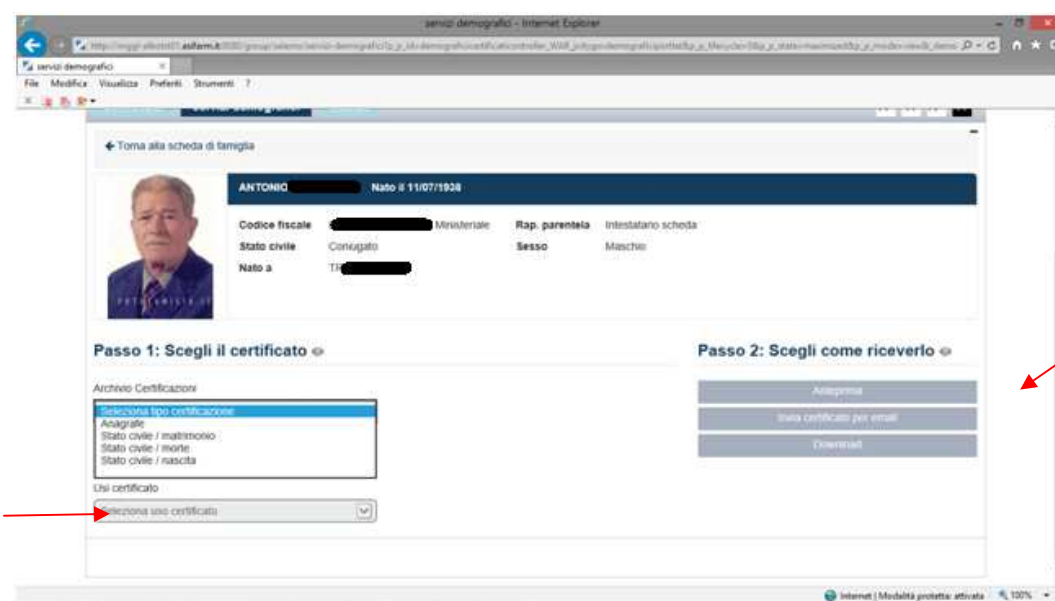 servizi demografici - Internet Explorer
servizi demografici
File Modifica Visualizza Preferiti Strumenti ?
Torna alla scheda di famiglia
ANTONIO Nato il 11/07/1938
Codice fiscale Ministeriale Rap. parentela Intestatario scheda
Stato civile Coniugato Sesso Maschio
Nato a TR
Passo 1: Scegli il certificato
Passo 2: Scegli come riceverlo
Archivio Certificazioni
Anteprima
Seleziona tipo certificazione
Anagrafe
Invia certificato per email
Stato civile / matrimonio
Stato civile / morte
Download
Stato civile / nascita
Usi certificato
Seleziona uso certificato
Internet | Modalità protetta: attivata 100%